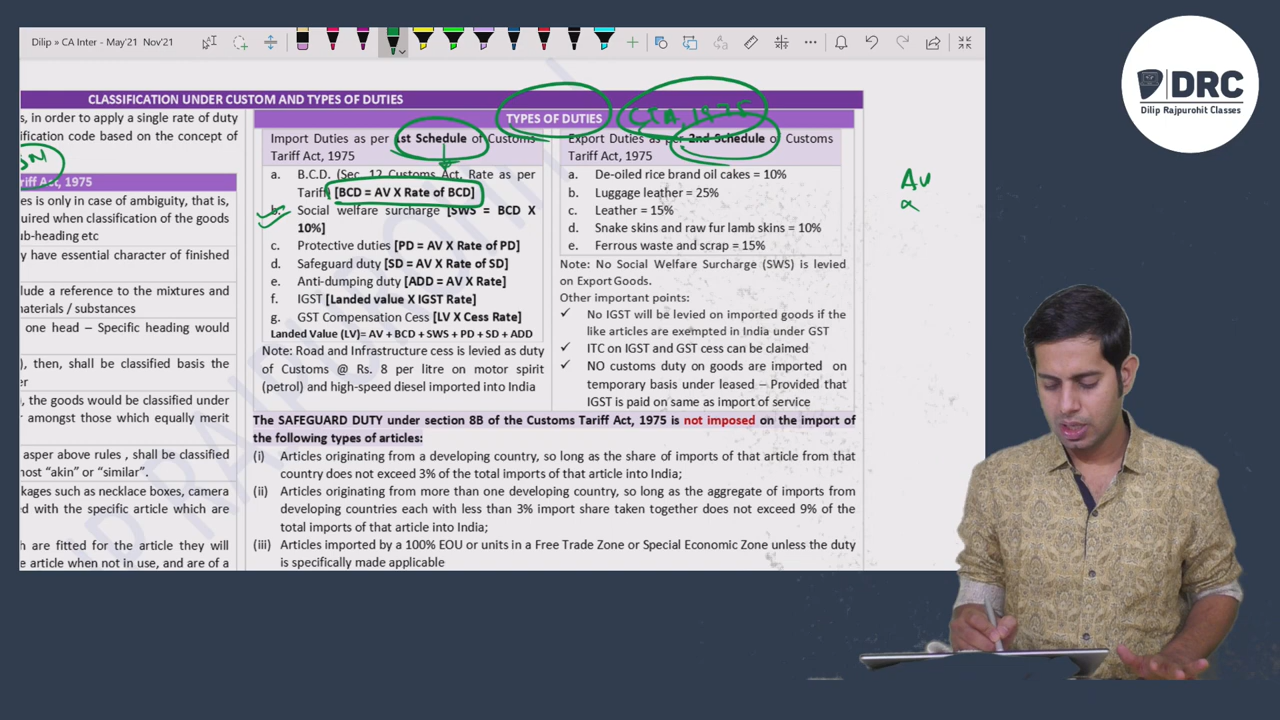 Dilip » CA Inter - May'21 Nov'21
DRC
Dilip Rajpurohit Classes
CLASSIFICATION UNDER CUSTOM AND TYPES OF DUTIES
s, in order to apply a single rate of duty
ification code based on the concept of
SN
riff Act, 1975
es is only in case of ambiguity, that is,
uired when classification of the goods
ub-heading etc
y have essential character of finished
lude a reference to the mixtures and
materials / substances
one head – Specific heading would
), then, shall be classified basis the
er
, the goods would be classified under
amongst those which equally merit
asper above rules , shall be classified
nost “akin” or “similar”.
kages such as necklace boxes, camera
d with the specific article which are
h are fitted for the article they will
e article when not in use, and are of a
TYPES OF DUTIES
CTA, 1975
Import Duties as per 1st Schedule of Customs
Tariff Act, 1975
a. B.C.D. (Sec. 12 Customs Act, Rate as per
Tariff) [BCD = AV X Rate of BCD]
b. Social welfare surcharge [SWS = BCD X
10%]
c. Protective duties [PD = AV X Rate of PD]
d. Safeguard duty [SD = AV X Rate of SD]
e. Anti-dumping duty [ADD = AV X Rate]
f. IGST [Landed value X IGST Rate]
g. GST Compensation Cess [LV X Cess Rate]
Landed Value (LV)= AV + BCD + SWS + PD + SD + ADD
Note: Road and Infrastructure cess is levied as duty
of Customs @ Rs. 8 per litre on motor spirit
(petrol) and high-speed diesel imported into India
Export Duties as per 2nd Schedule of Customs
Tariff Act, 1975
a. De-oiled rice brand oil cakes = 10%
b. Luggage leather = 25%
c. Leather = 15%
d. Snake skins and raw fur lamb skins = 10%
e. Ferrous waste and scrap = 15%
Note: No Social Welfare Surcharge (SWS) is levied
on Export Goods.
Other important points:
✓ No IGST will be levied on imported goods if the
like articles are exempted in India under GST
✓ ITC on IGST and GST cess can be claimed
✓ NO customs duty on goods are imported on
temporary basis under leased – Provided that
IGST is paid on same as import of service
AV
The SAFEGUARD DUTY under section 8B of the Customs Tariff Act, 1975 is not imposed on the import of
the following types of articles:
(i) Articles originating from a developing country, so long as the share of imports of that article from that
country does not exceed 3% of the total imports of that article into India;
(ii) Articles originating from more than one developing country, so long as the aggregate of imports from
developing countries each with less than 3% import share taken together does not exceed 9% of the
total imports of that article into India;
(iii) Articles imported by a 100% EOU or units in a Free Trade Zone or Special Economic Zone unless the duty
is specifically made applicable